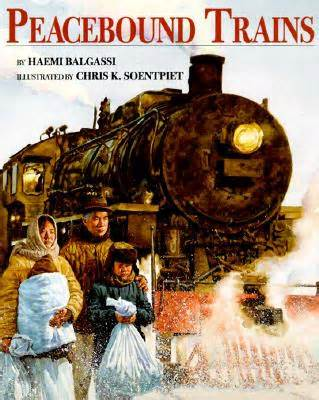 PEACEBOUND TRAINS
BY HAEMI BALGASSI
ILLUSTRATED BY CHRIS K. SOENTPIET